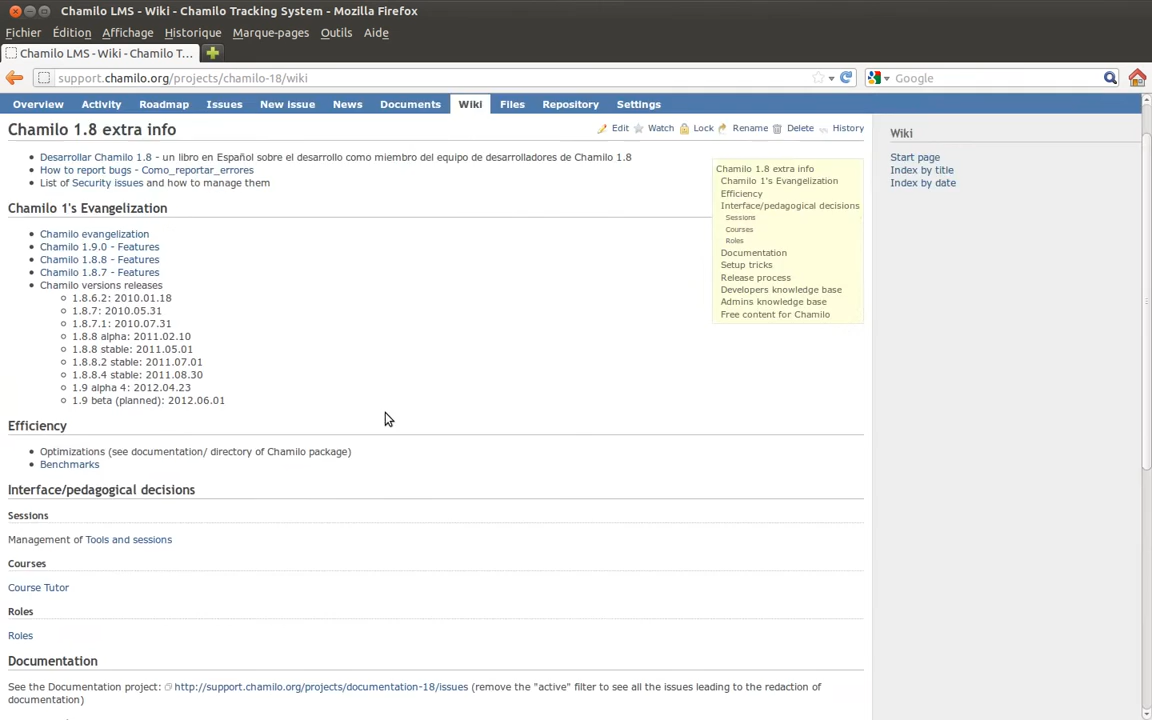 Chamilo LMS - Wiki - Chamilo Tracking System - Mozilla Firefox
Fichier Édition Affichage Historique Marque-pages Outils Aide
Chamilo LMS - Wiki - Chamilo T...
support.chamilo.org/projects/chamilo-18/wiki
Google
Overview Activity Roadmap Issues New issue News Documents Wiki Files Repository Settings
Chamilo 1.8 extra info
Edit Watch Lock Rename Delete History
Desarrollar Chamilo 1.8 - un libro en Español sobre el desarrollo como miembro del equipo de desarrolladores de Chamilo 1.8
How to report bugs - Como_reportar_errores
List of Security issues and how to manage them
Chamilo 1's Evangelization
Chamilo evangelization
Chamilo 1.9.0 - Features
Chamilo 1.8.8 - Features
Chamilo 1.8.7 - Features
Chamilo versions releases
1.8.6.2: 2010.01.18
1.8.7: 2010.05.31
1.8.7.1: 2010.07.31
1.8.8 alpha: 2011.02.10
1.8.8 stable: 2011.05.01
1.8.8.2 stable: 2011.07.01
1.8.8.4 stable: 2011.08.30
1.9 alpha 4: 2012.04.23
1.9 beta (planned): 2012.06.01
Efficiency
Optimizations (see documentation/ directory of Chamilo package)
Benchmarks
Interface/pedagogical decisions
Sessions
Management of Tools and sessions
Courses
Course Tutor
Roles
Roles
Documentation
See the Documentation project: http://support.chamilo.org/projects/documentation-18/issues (remove the "active" filter to see all the issues leading to the redaction of
documentation)
Chamilo 1.8 extra info
Chamilo 1's Evangelization
Efficiency
Interface/pedagogical decisions
Sessions
Courses
Roles
Documentation
Setup tricks
Release process
Developers knowledge base
Admins knowledge base
Free content for Chamilo
Wiki
Start page
Index by title
Index by date